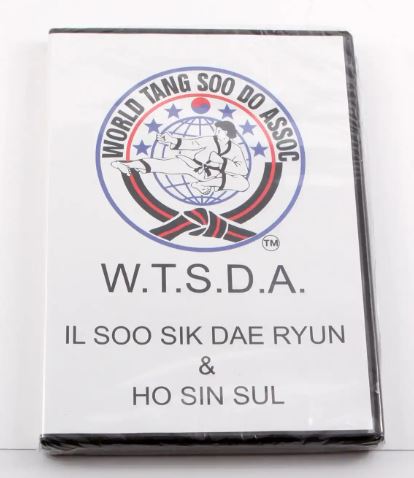 WORLD TANG SOO DO ASSOC
TM
W.T.S.D.A.
IL SOO SIK DAE RYUN
&
HO SIN SUL